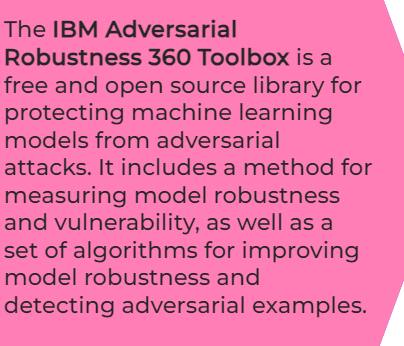 The IBM Adversarial
Robustness 360 Toolbox is a
free and open source library for
protecting machine learning
models from adversarial
attacks. It includes a method for
measuring model robustness
and vulnerability, as well as a
set of algorithms for improving
model robustness and
detecting adversarial examples.